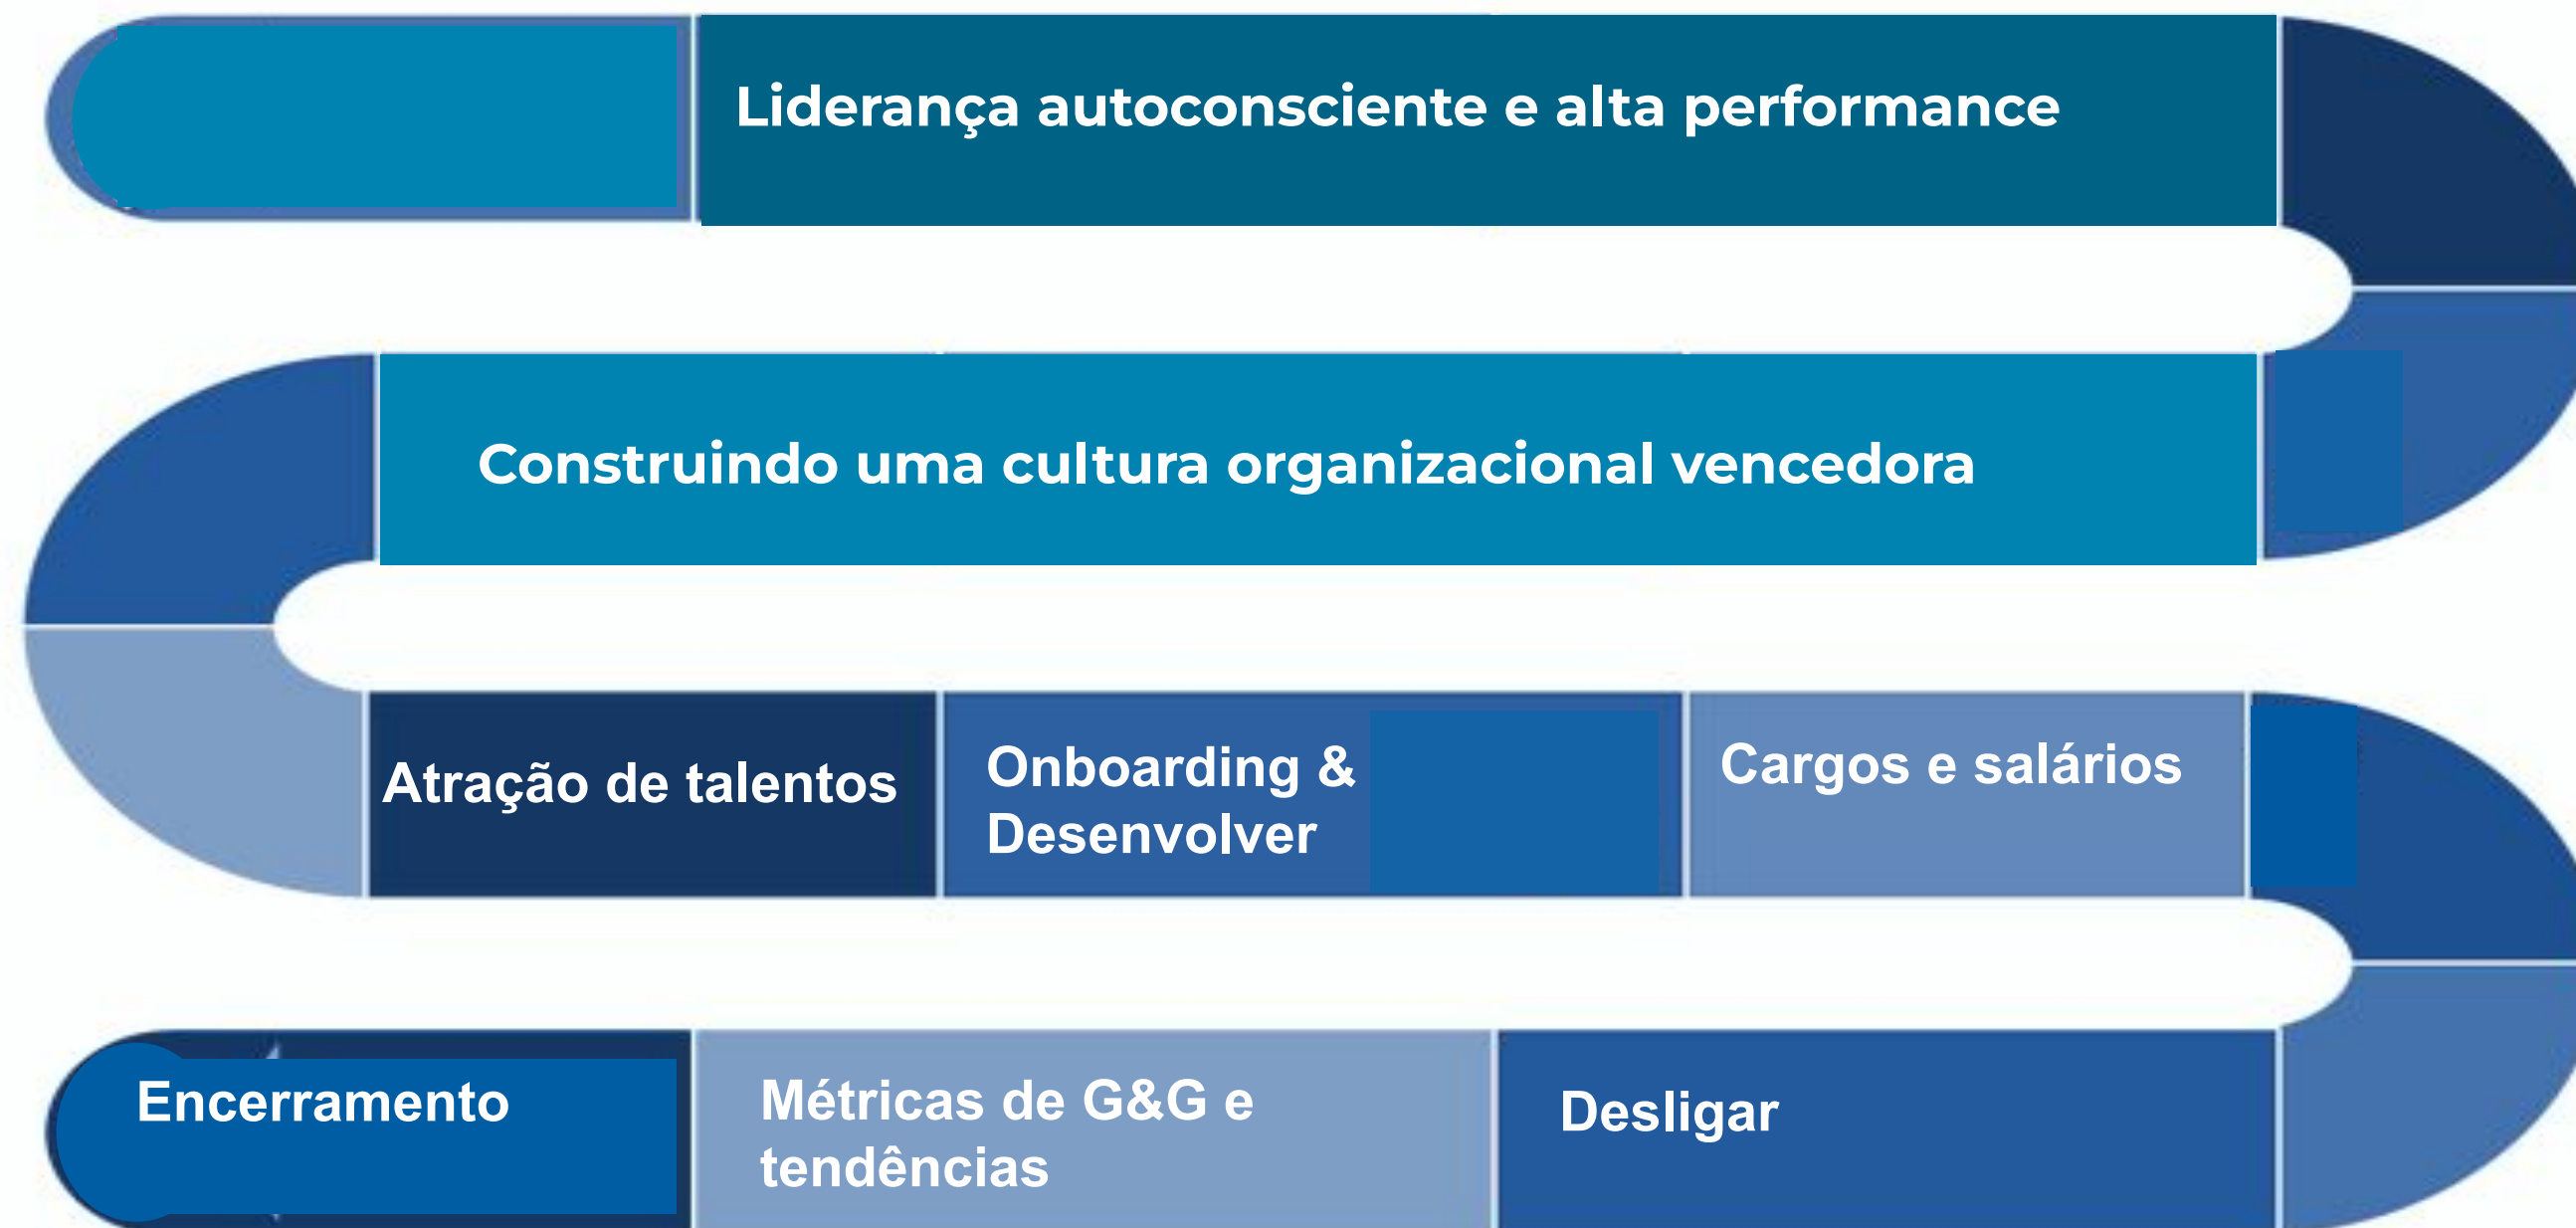 Liderança autoconsciente e alta performance
Construindo uma cultura organizacional vencedora
Atração de talentos
Onboarding &
Desenvolver
Cargos e salários
Encerramento
Métricas de G&G e
tendências
Desligar